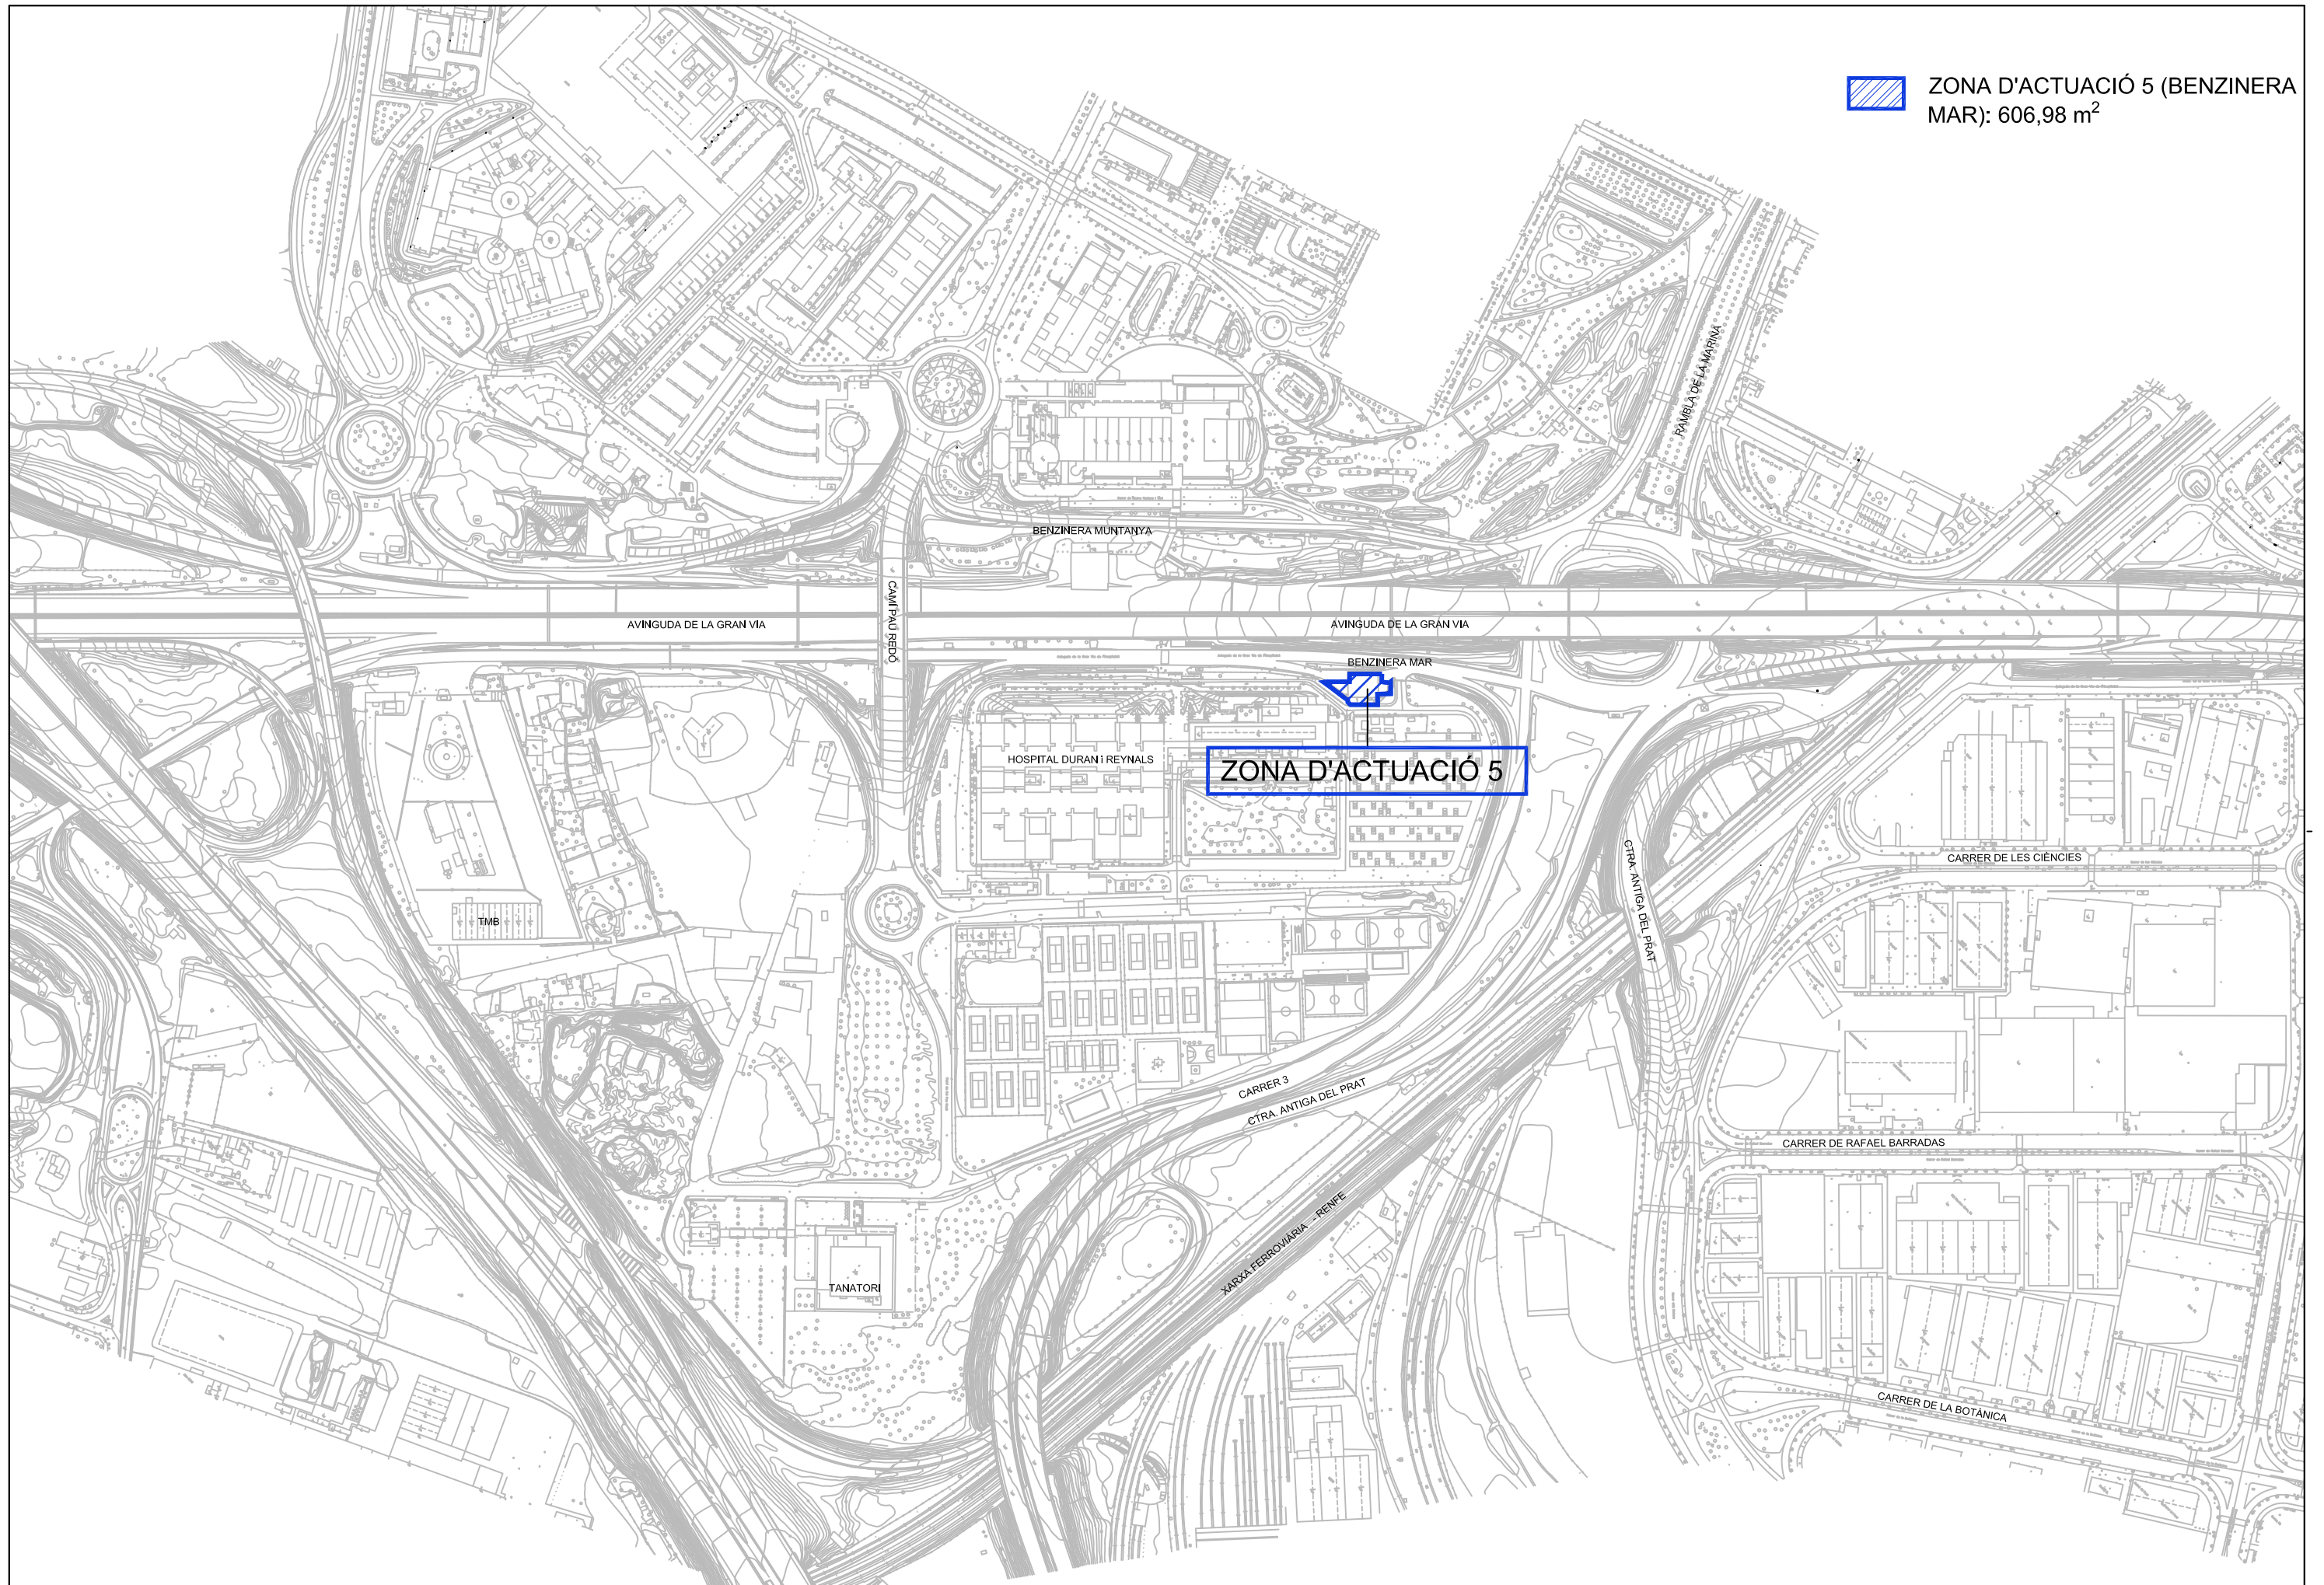 ZONA D'ACTUACIÓ 5 (BENZINERA
MAR): 606,98 m²
RAMBLA DE LA MARINA
BENZINERA MUNTANYA
CAMÍ PAU REDÓ
AVINGUDA DE LA GRAN VIA
AVINGUDA DE LA GRAN VIA
BENZINERA MAR
HOSPITAL DURAN i REYNALS
ZONA D'ACTUACIÓ 5
CARRER DE LES CIÈNCIES
CTRA. ANTIGA DEL PRAT
TMB
CARRER 3
CTRA. ANTIGA DEL PRAT
CARRER DE RAFAEL BARRADAS
XARXA FERROVIÀRIA - RENFE
TANATORI
CARRER DE LA BOTÀNICA